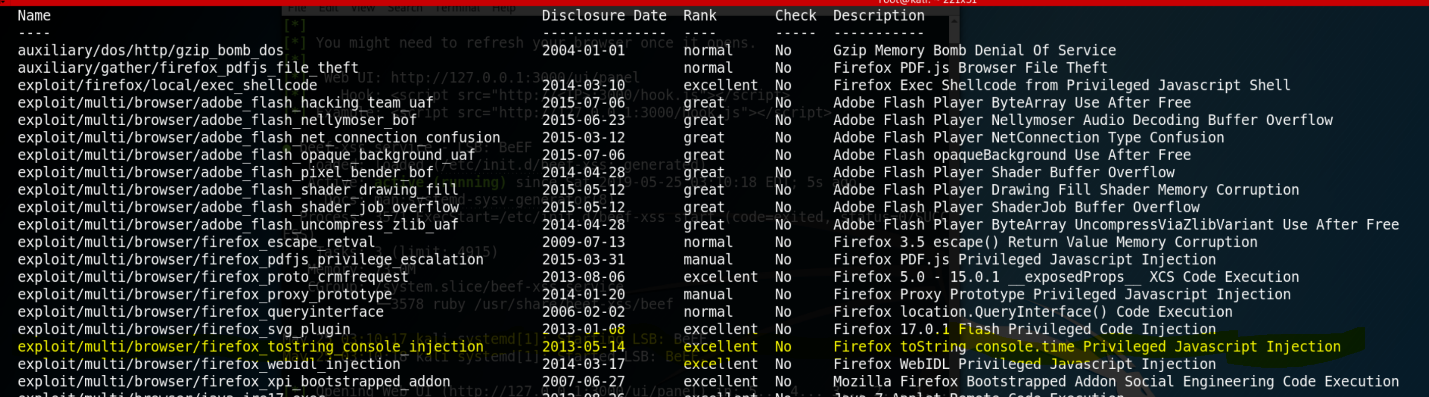 Name Disclosure Date Rank Check Description
---- --------------- ---- ----- -----------
auxiliary/dos/http/gzip_bomb_dos 2004-01-01 normal No Gzip Memory Bomb Denial Of Service
auxiliary/gather/firefox_pdfjs_file_theft normal No Firefox PDF.js Browser File Theft
exploit/firefox/local/exec_shellcode 2014-03-10 excellent No Firefox Exec Shellcode from Privileged Javascript Shell
exploit/multi/browser/adobe_flash_hacking_team_uaf 2015-07-06 great No Adobe Flash Player ByteArray Use After Free
exploit/multi/browser/adobe_flash_nellymoser_bof 2015-06-23 great No Adobe Flash Player Nellymoser Audio Decoding Buffer Overflow
exploit/multi/browser/adobe_flash_net_connection_confusion 2015-03-12 great No Adobe Flash Player NetConnection Type Confusion
exploit/multi/browser/adobe_flash_opaque_background_uaf 2015-07-06 great No Adobe Flash Player opaqueBackground Use After Free
exploit/multi/browser/adobe_flash_pixel_bender_bof 2014-04-28 great No Adobe Flash Player Shader Buffer Overflow
exploit/multi/browser/adobe_flash_shader_drawing_fill 2015-05-12 great No Adobe Flash Player Drawing Fill Shader Memory Corruption
exploit/multi/browser/adobe_flash_shader_job_overflow 2015-05-12 great No Adobe Flash Player ShaderJob Buffer Overflow
exploit/multi/browser/adobe_flash_uncompress_zlib_uaf 2014-04-28 great No Adobe Flash Player ByteArray UncompressViaZlibVariant Use After Free
exploit/multi/browser/firefox_escape_retval 2009-07-13 normal No Firefox 3.5 escape() Return Value Memory Corruption
exploit/multi/browser/firefox_pdfjs_privilege_escalation 2015-03-31 manual No Firefox PDF.js Privileged Javascript Injection
exploit/multi/browser/firefox_proto_crmfrequest 2013-08-06 excellent No Firefox 5.0 - 15.0.1 __exposedProps__ XCS Code Execution
exploit/multi/browser/firefox_proxy_prototype 2014-01-20 manual No Firefox Proxy Prototype Privileged Javascript Injection
exploit/multi/browser/firefox_queryinterface 2006-02-02 normal No Firefox location.QueryInterface() Code Execution
exploit/multi/browser/firefox_svg_plugin 2013-01-08 excellent No Firefox 17.0.1 Flash Privileged Code Injection
exploit/multi/browser/firefox_tostring_console_injection 2013-05-14 excellent No Firefox toString console.time Privileged Javascript Injection
exploit/multi/browser/firefox_webidl_injection 2014-03-17 excellent No Firefox WebIDL Privileged Javascript Injection
exploit/multi/browser/firefox_xpi_bootstrapped_addon 2007-06-27 excellent No Mozilla Firefox Bootstrapped Addon Social Engineering Code Execution